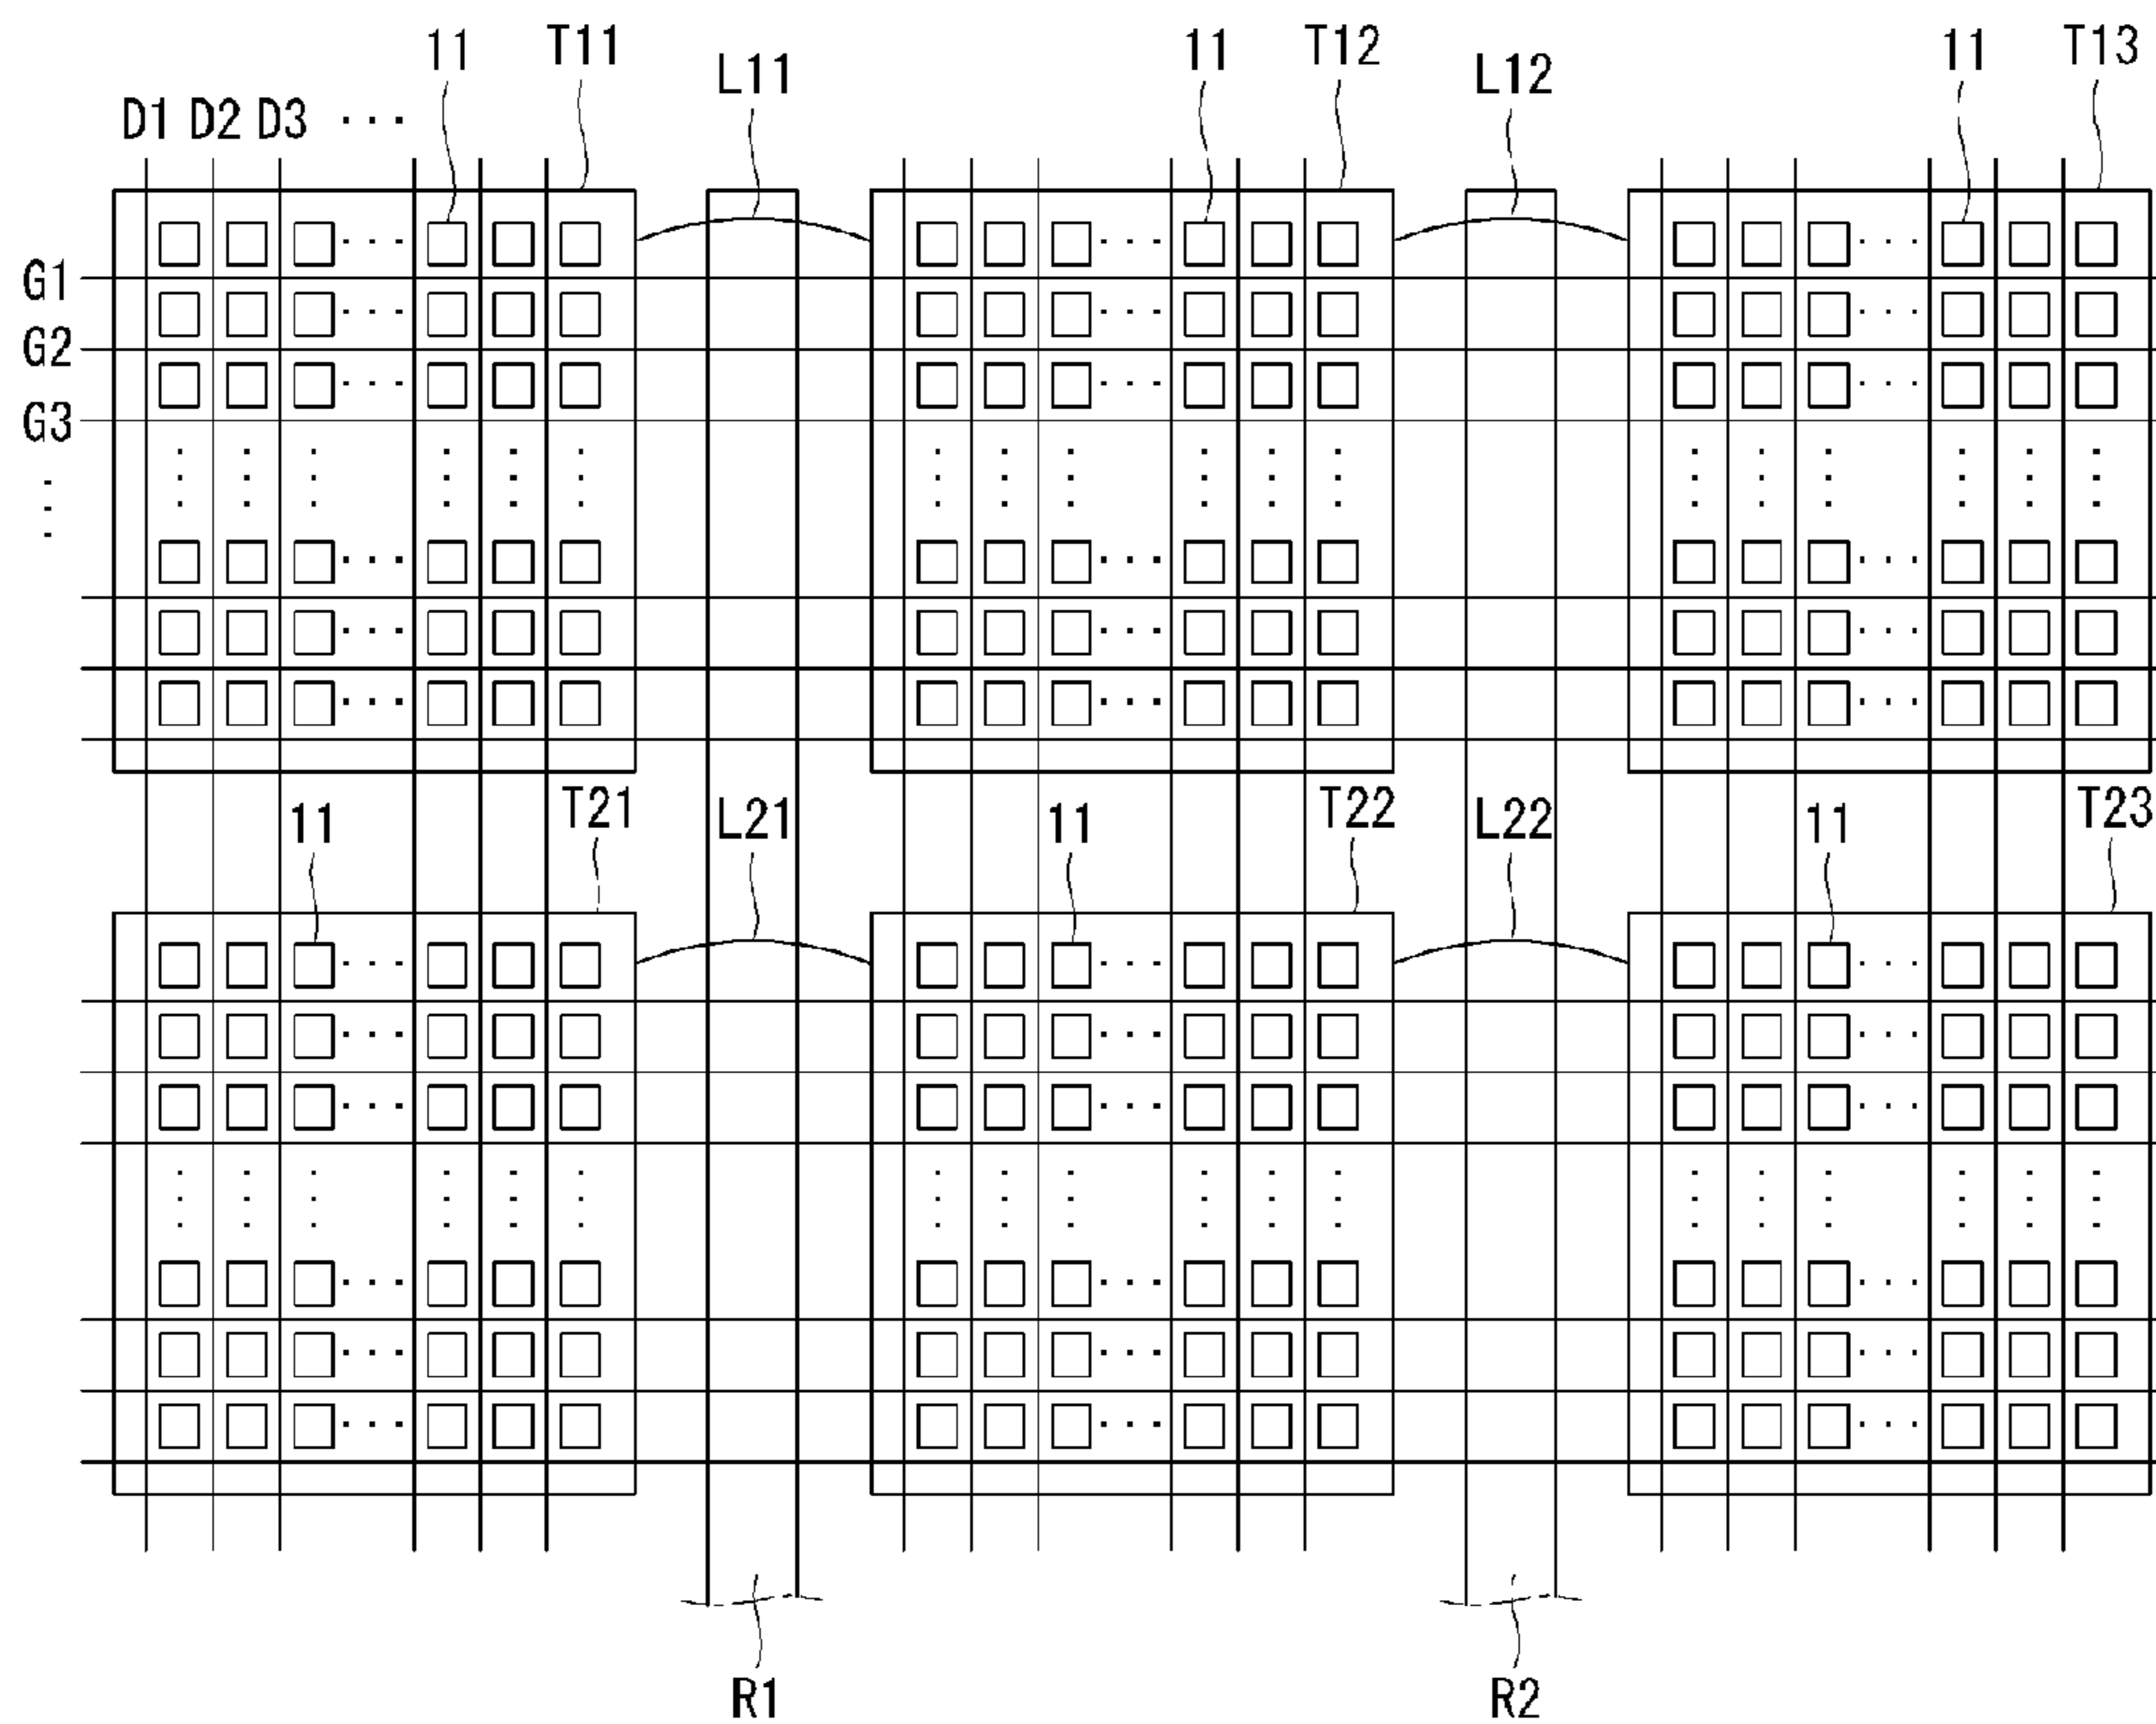 11 T11 L11 11 T12 L12 11 T13
D1 D2 D3 ···
G1
G2
G3
11 T21 L21 11 T22 L22 11 T23
R1 R2